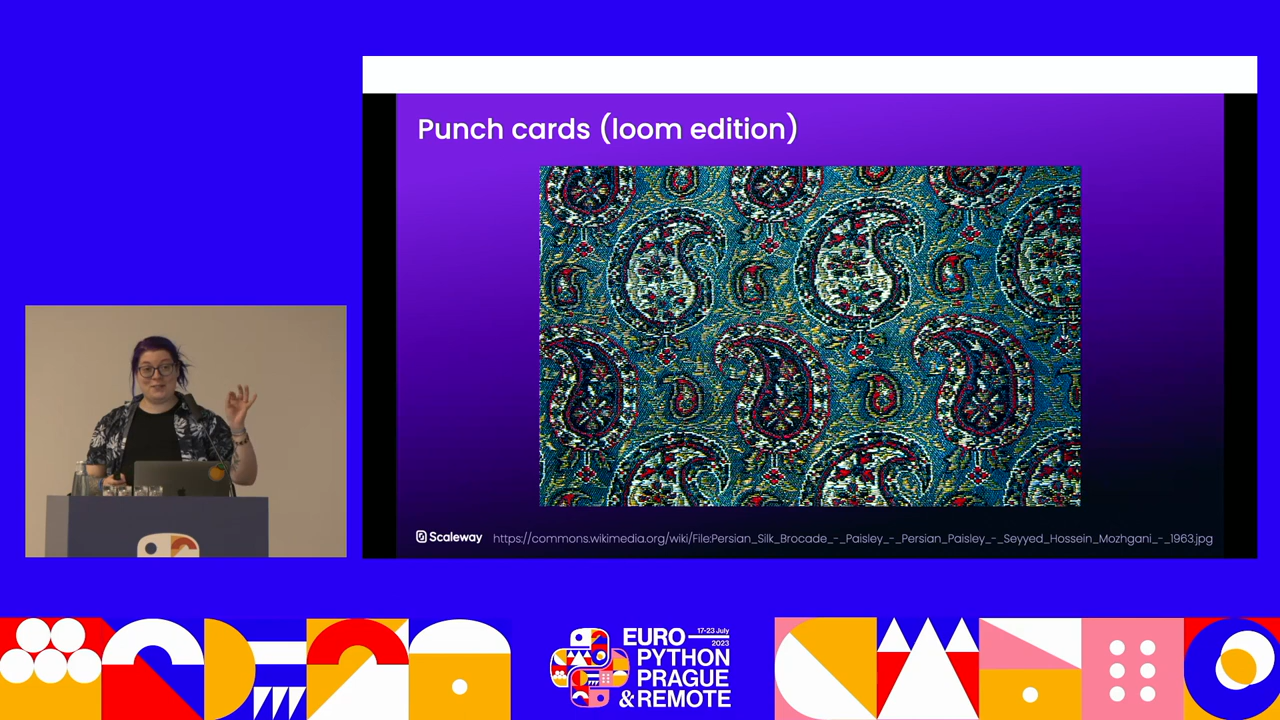 Punch cards (loom edition)
Scaleway
https://commons.wikimedia.org/wiki/File:Persian_Silk_Brocade_-_Paisley_-_Persian_Paisley_-_Seyyed_Hossein_Mozhgani_-_1963.jpg
EURO
17-23 July
2023
PYTHON
PRAGUE
& REMOTE